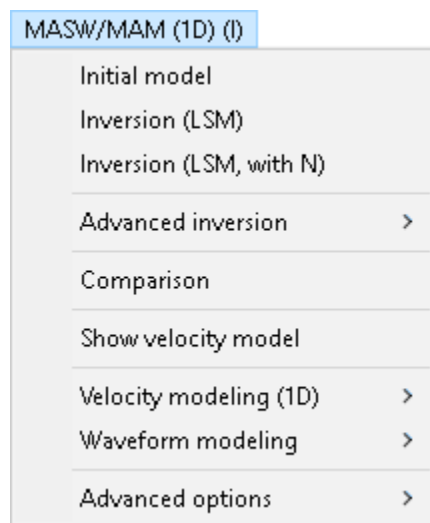 MASW/MAM (1D) (I)
Initial model
Inversion (LSM)
Inversion (LSM, with N)
Advanced inversion
Comparison
Show velocity model
Velocity modeling (1D)
Waveform modeling
Advanced options